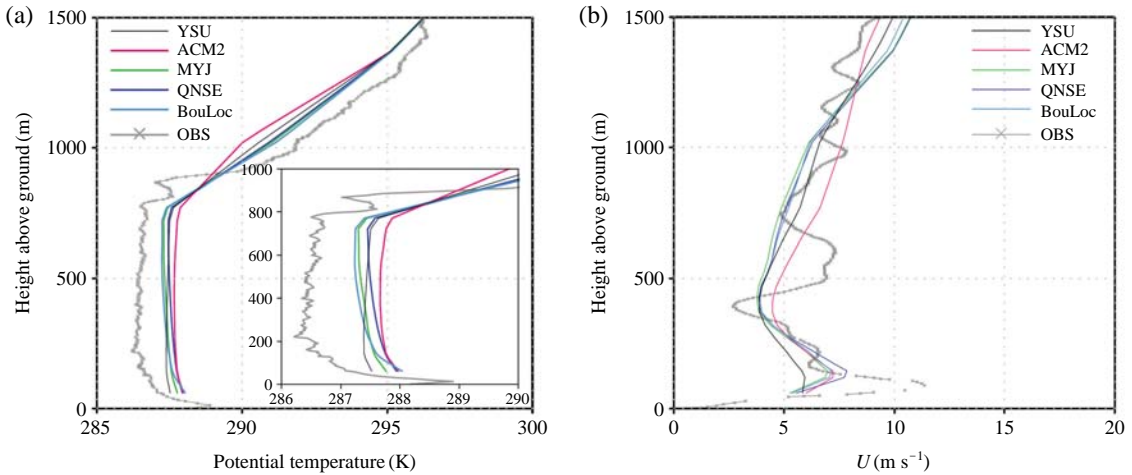 (a)
1500
1000
500
0
Height above ground (m)
YSU
ACM2
MYJ
QNSE
BouLoc
OBS
1000
800
600
400
200
0
286 287 288 289 290
285 290 295 300
Potential temperature (K)
(b)
1500
1000
500
0
Height above ground (m)
YSU
ACM2
MYJ
QNSE
BouLoc
OBS
0 5 10 15 20
U (m s⁻¹)